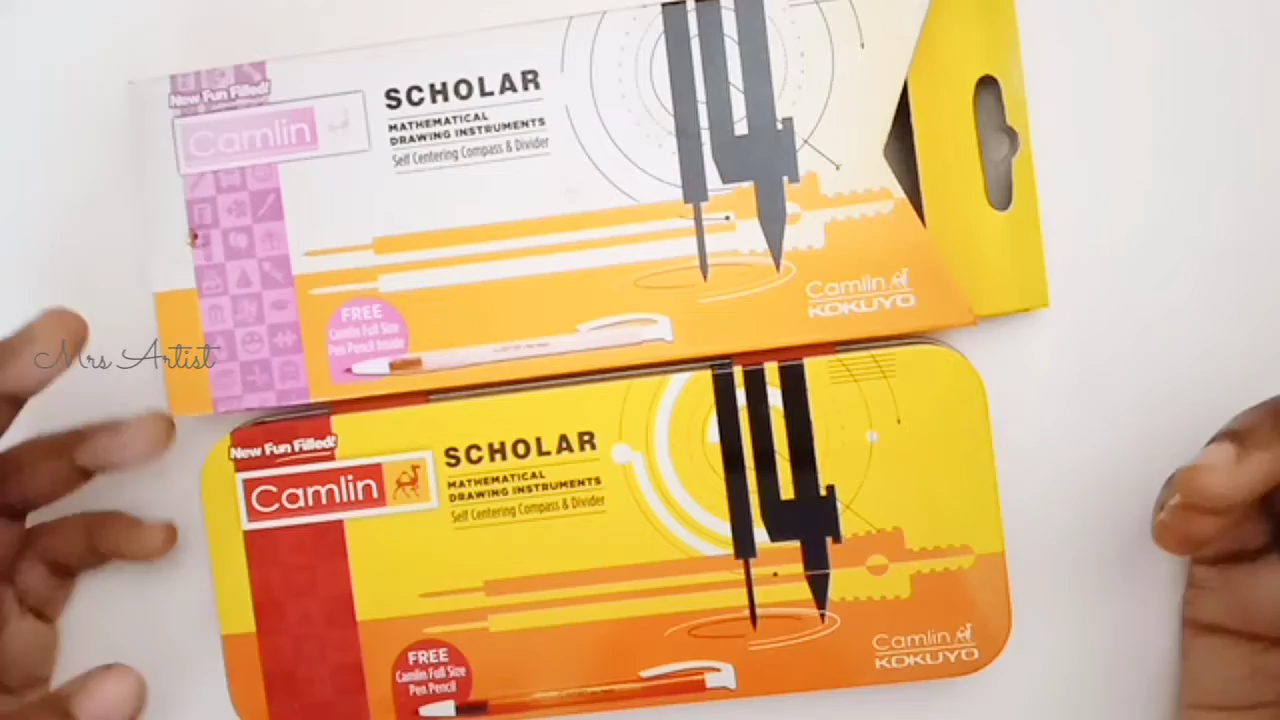 New Fun Filled!
Camlin
SCHOLAR
MATHEMATICAL
DRAWING INSTRUMENTS
Self Centering Compass & Divider
FREE
Camlin Full Size
Pen Pencil Inside
Camlin
KOKUYO
Mrs Artist
New Fun Filled!
Camlin
SCHOLAR
MATHEMATICAL
DRAWING INSTRUMENTS
Self Centering Compass & Divider
FREE
Camlin Full Size
Pen Pencil
Camlin
KOKUYO